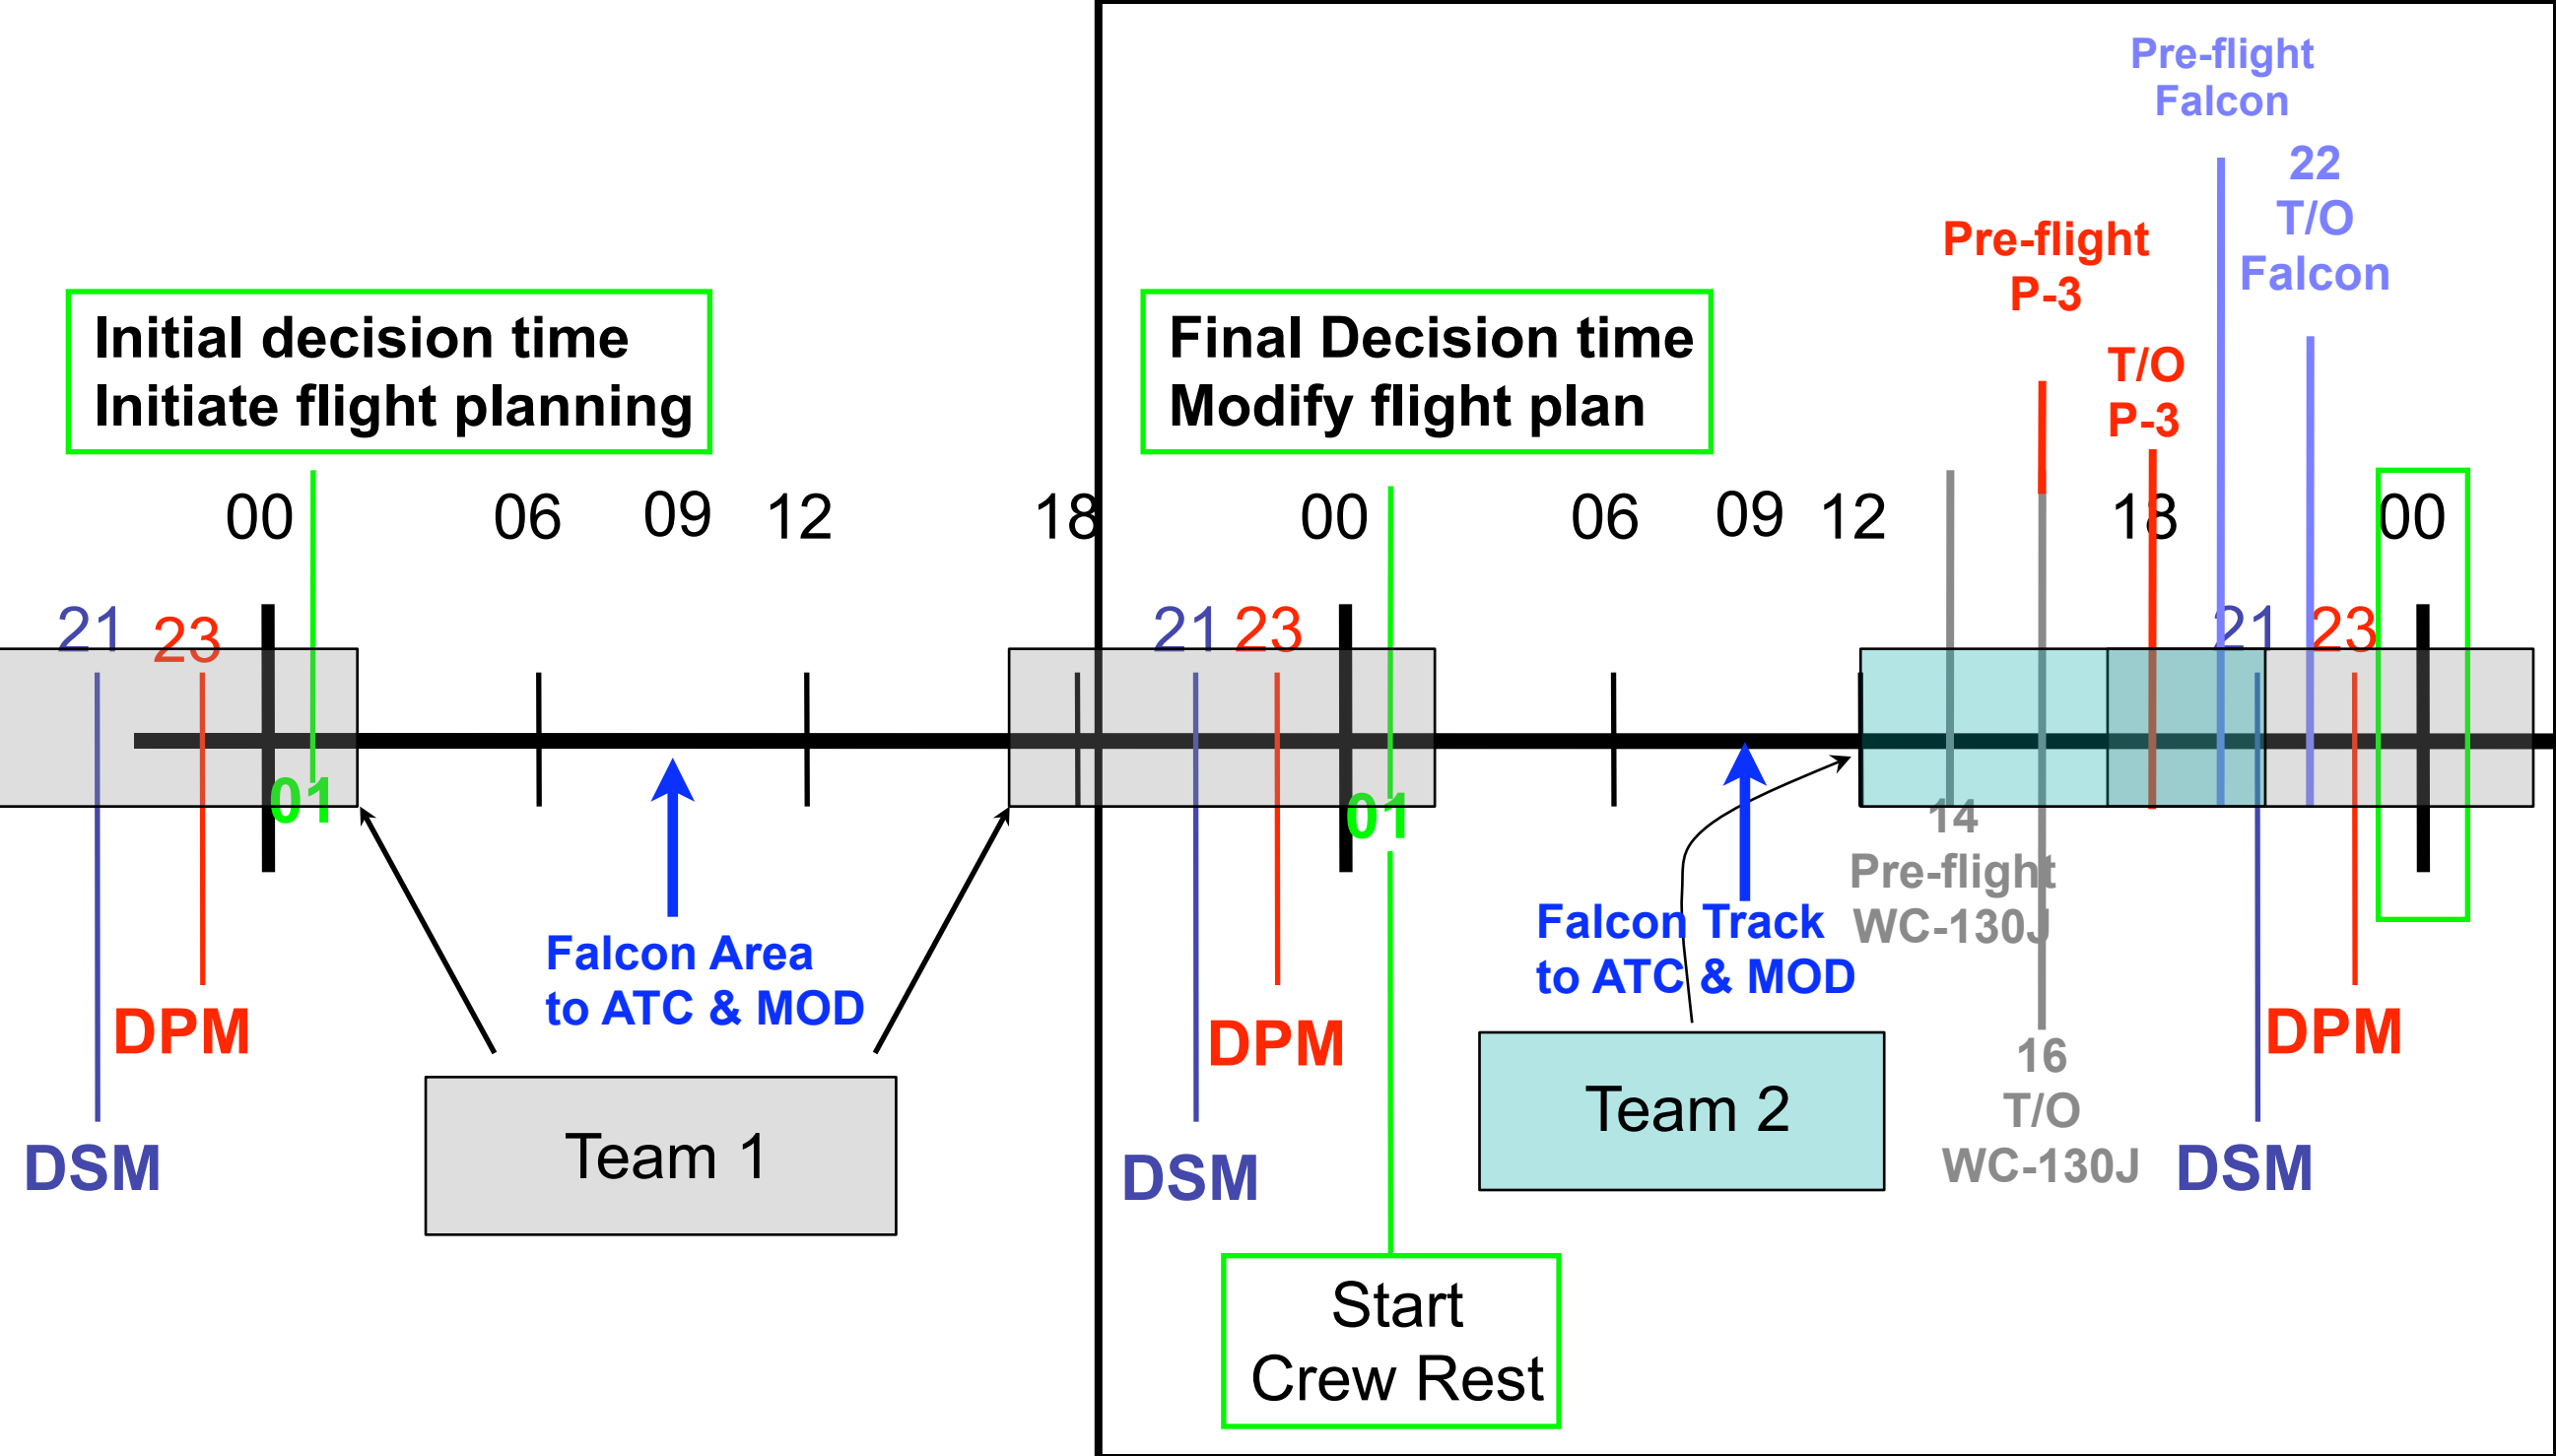 Pre-flight
Falcon
22
T/O
Falcon
Pre-flight
P-3
T/O
P-3
Initial decision time
Initiate flight planning
Final Decision time
Modify flight plan
00 06 09 12 18 00 06 09 12 18 00
21 23 21 23 21 23
01 01
14
Pre-flight
WC-130J
Falcon Area
to ATC & MOD
Falcon Track
to ATC & MOD
DPM DPM DPM
16
T/O
WC-130J
DSM DSM DSM
Team 1
Team 2
Start
Crew Rest